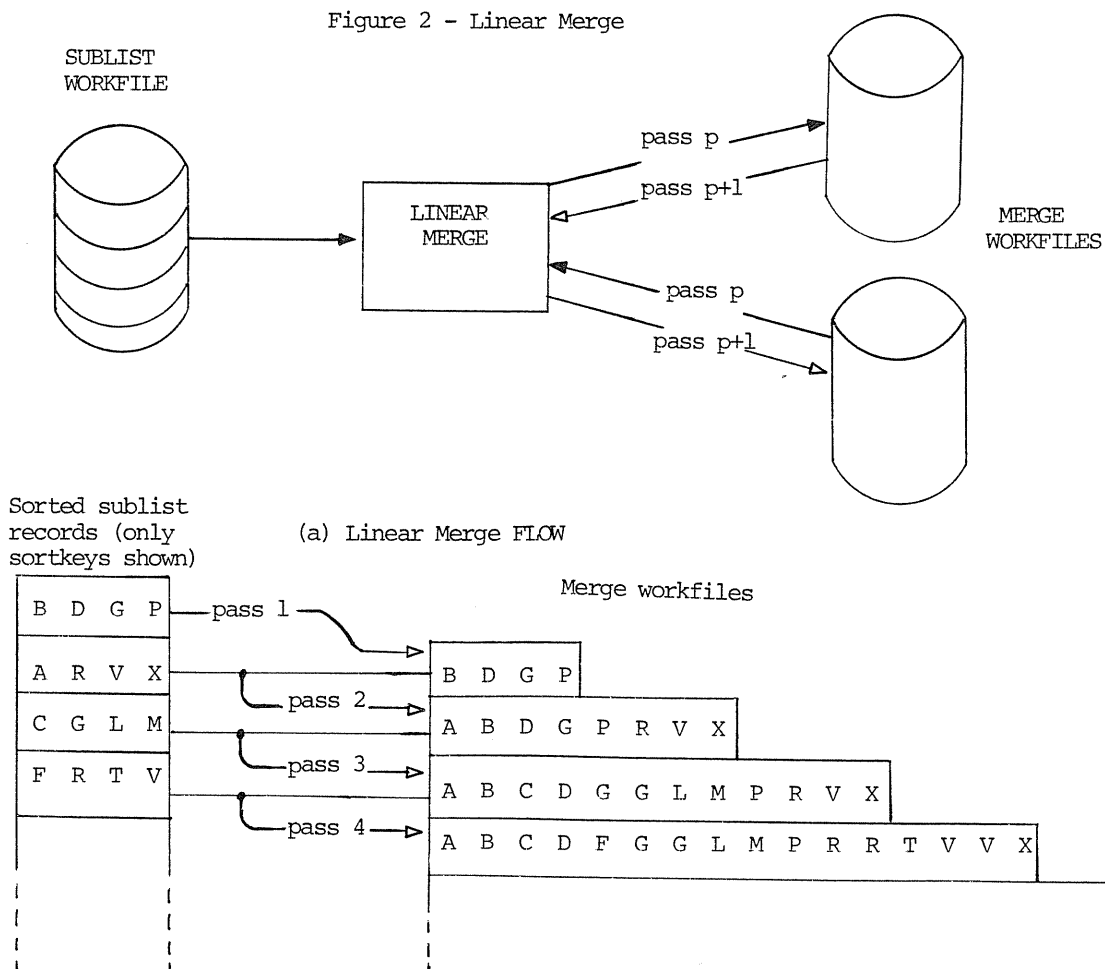 Figure 2 - Linear Merge
SUBLIST
WORKFILE
pass p
pass p+1
LINEAR
MERGE
MERGE
WORKFILES
pass p
pass p+1
Sorted sublist
records (only
sortkeys shown)
(a) Linear Merge FLOW
Merge workfiles
B D G P
pass 1
B D G P
A R V X
pass 2
A B D G P R V X
C G L M
pass 3
A B C D G G L M P R V X
F R T V
pass 4
A B C D F G G L M P R R T V V X